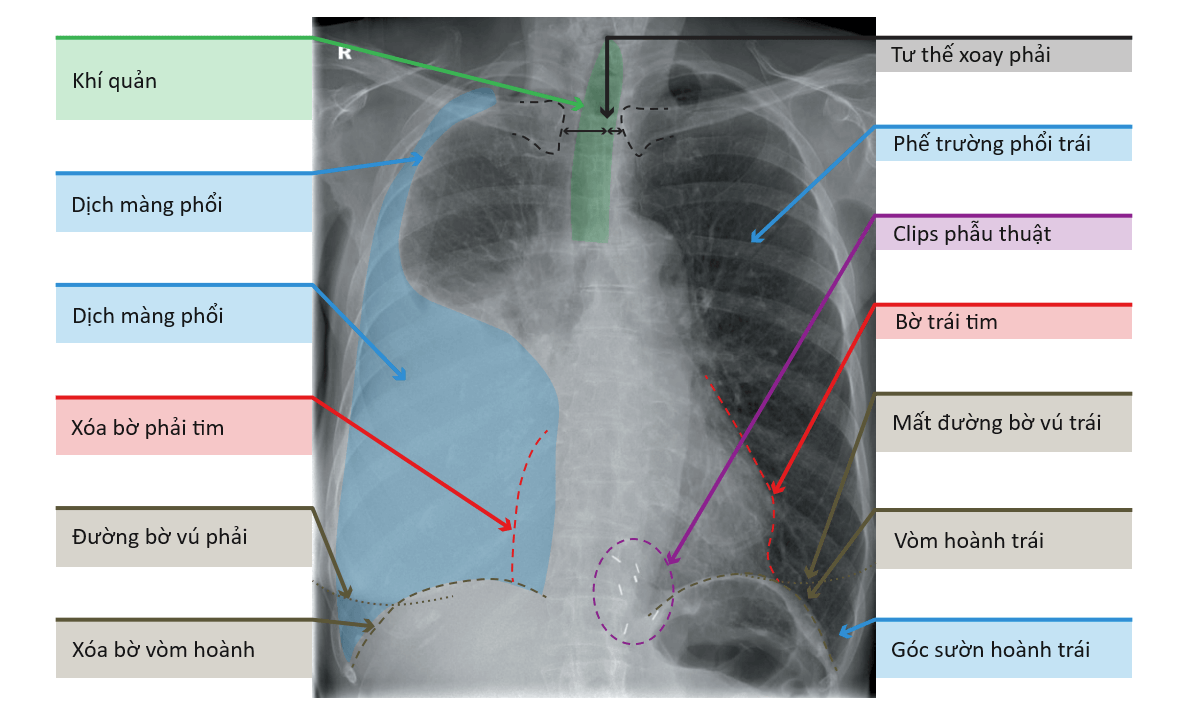 Khí quản
Dịch màng phổi
Dịch màng phổi
Xóa bờ phải tim
Đường bờ vú phải
Xóa bờ vòm hoành
R
Tư thế xoay phải
Phế trường phổi trái
Clips phẫu thuật
Bờ trái tim
Mất đường bờ vú trái
Vòm hoành trái
Góc sườn hoành trái